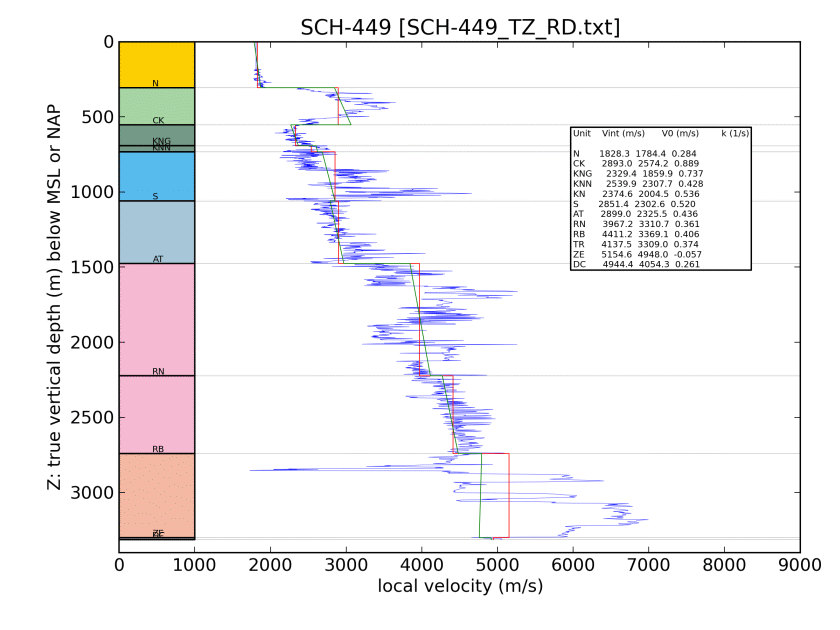 SCH-449 [SCH-449_TZ_RD.txt]
0
500
1000
1500
2000
2500
3000
Z: true vertical depth (m) below MSL or NAP
N
CK
KNG
KNN
S
AT
RN
RB
ZE
Unit Vint (m/s) V0 (m/s) k (1/s)
N 1828.3 1784.4 0.284
CK 2893.0 2574.2 0.889
KNG 2329.4 1859.9 0.737
KNN 2539.9 2307.7 0.428
KN 2374.6 2004.5 0.536
S 2851.4 2302.6 0.520
AT 2899.0 2325.5 0.436
RN 3967.2 3310.7 0.361
RB 4411.2 3369.1 0.406
TR 4137.5 3309.0 0.374
ZE 5154.6 4948.0 -0.057
DC 4944.4 4054.3 0.261
0 1000 2000 3000 4000 5000 6000 7000 8000 9000
local velocity (m/s)